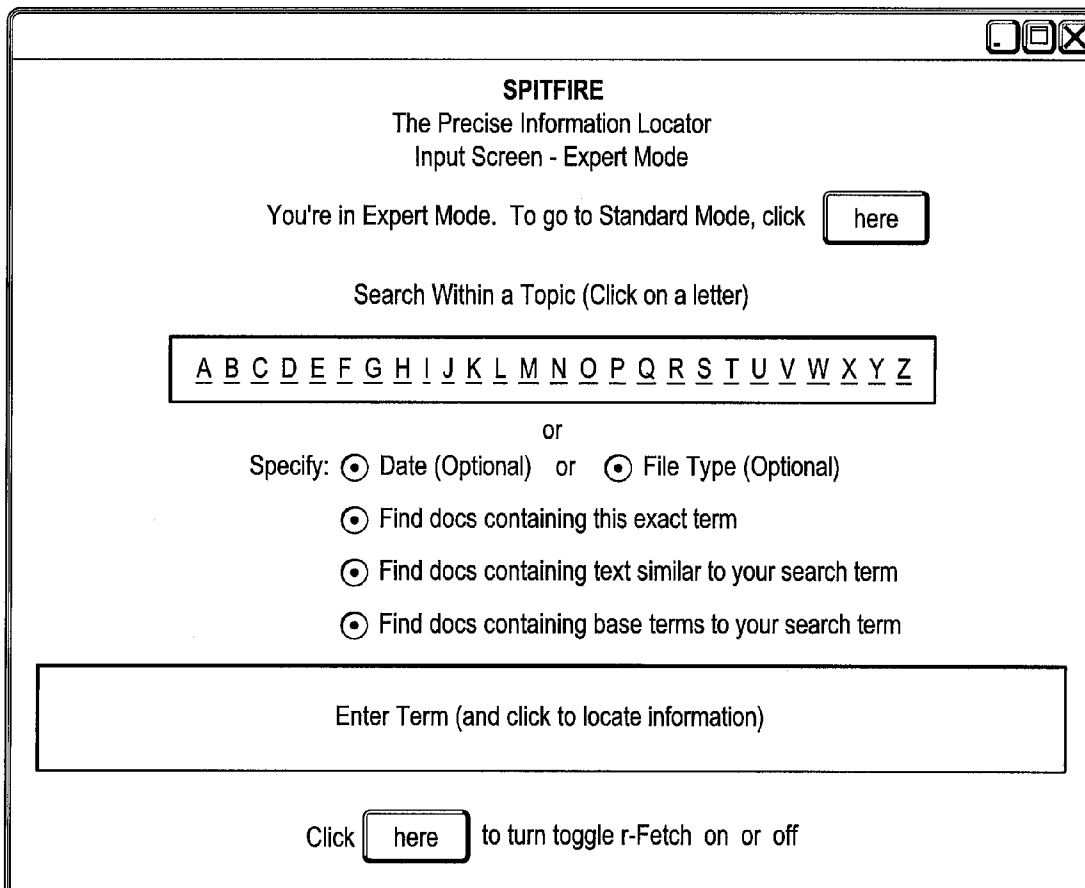 SPITFIRE
The Precise Information Locator
Input Screen - Expert Mode
You're in Expert Mode. To go to Standard Mode, click here
Search Within a Topic (Click on a letter)
A B C D E F G H I J K L M N O P Q R S T U V W X Y Z
or
Specify: Date (Optional) or File Type (Optional)
Find docs containing this exact term
Find docs containing text similar to your search term
Find docs containing base terms to your search term
Enter Term (and click to locate information)
Click here to turn toggle r-Fetch on or off